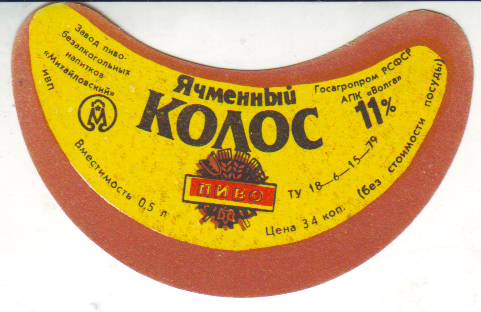 Завод пиво-
безалкогольных
напитков
«Михайловский»
ИВП
Вместимость 0,5 л
Ячменный
КОЛОС
ПИВО
Госагропром РСФСР
АПК «Волга»
11%
ТУ 18—6—15—79
Цена 34 коп. (без стоимости посуды)